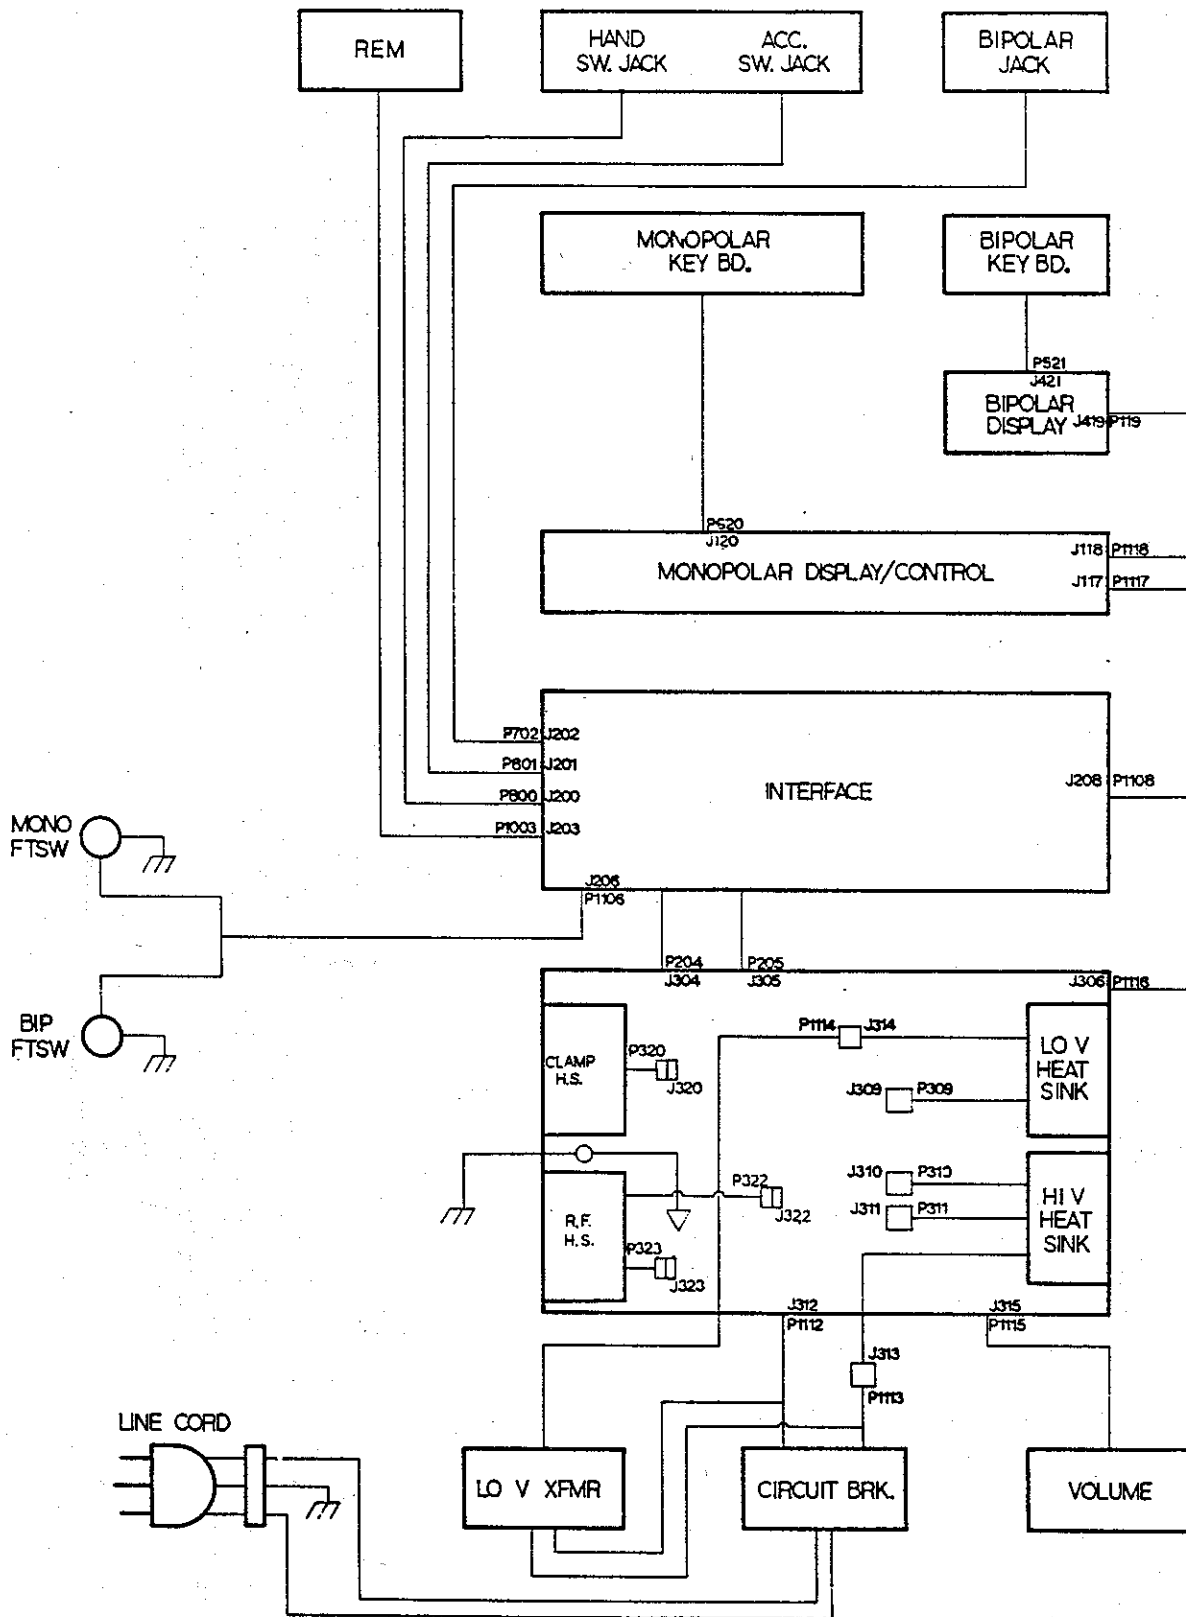 REM
HAND
SW. JACK
ACC.
SW. JACK
BIPOLAR
JACK
MONOPOLAR
KEY BD.
BIPOLAR
KEY BD.
P521
J421
BIPOLAR
DISPLAY
J419 P119
P520
J120
MONOPOLAR DISPLAY/CONTROL
J118 P1118
J117 P1117
P702 J202
P801 J201
P800 J200
P1003 J203
INTERFACE
J208 P1108
MONO
FTSW
J206
P1106
BIP
FTSW
P204
J304
P205
J305
J306 P1116
CLAMP
H.S.
P320
J320
P1114 J314
LO V
HEAT
SINK
J309 P309
R.F.
H.S.
P322
J322
P323
J323
J310 P310
J311 P311
HI V
HEAT
SINK
J312
P1112
J315
P1115
J313
P1113
LINE CORD
LO V XFMR
CIRCUIT BRK.
VOLUME